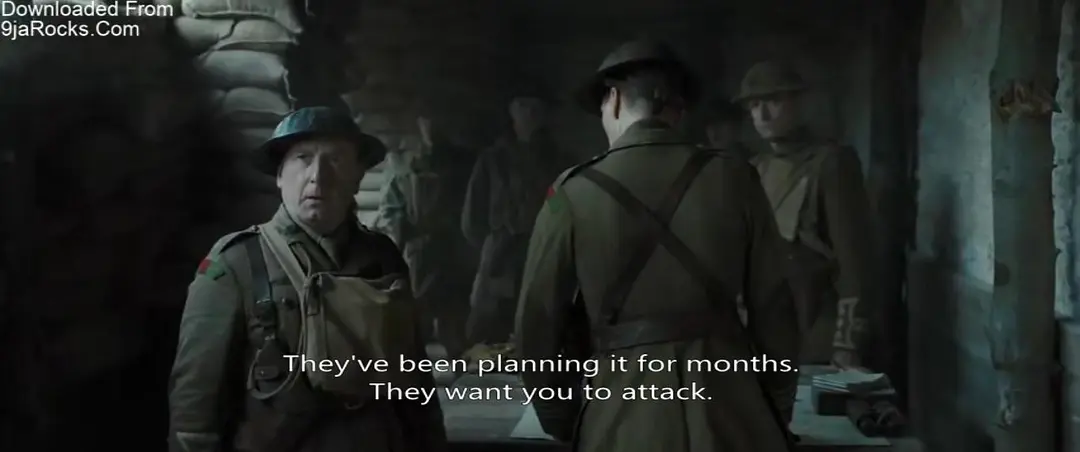 Downloaded From
9jaRocks.Com
They've been planning it for months.
They want you to attack.